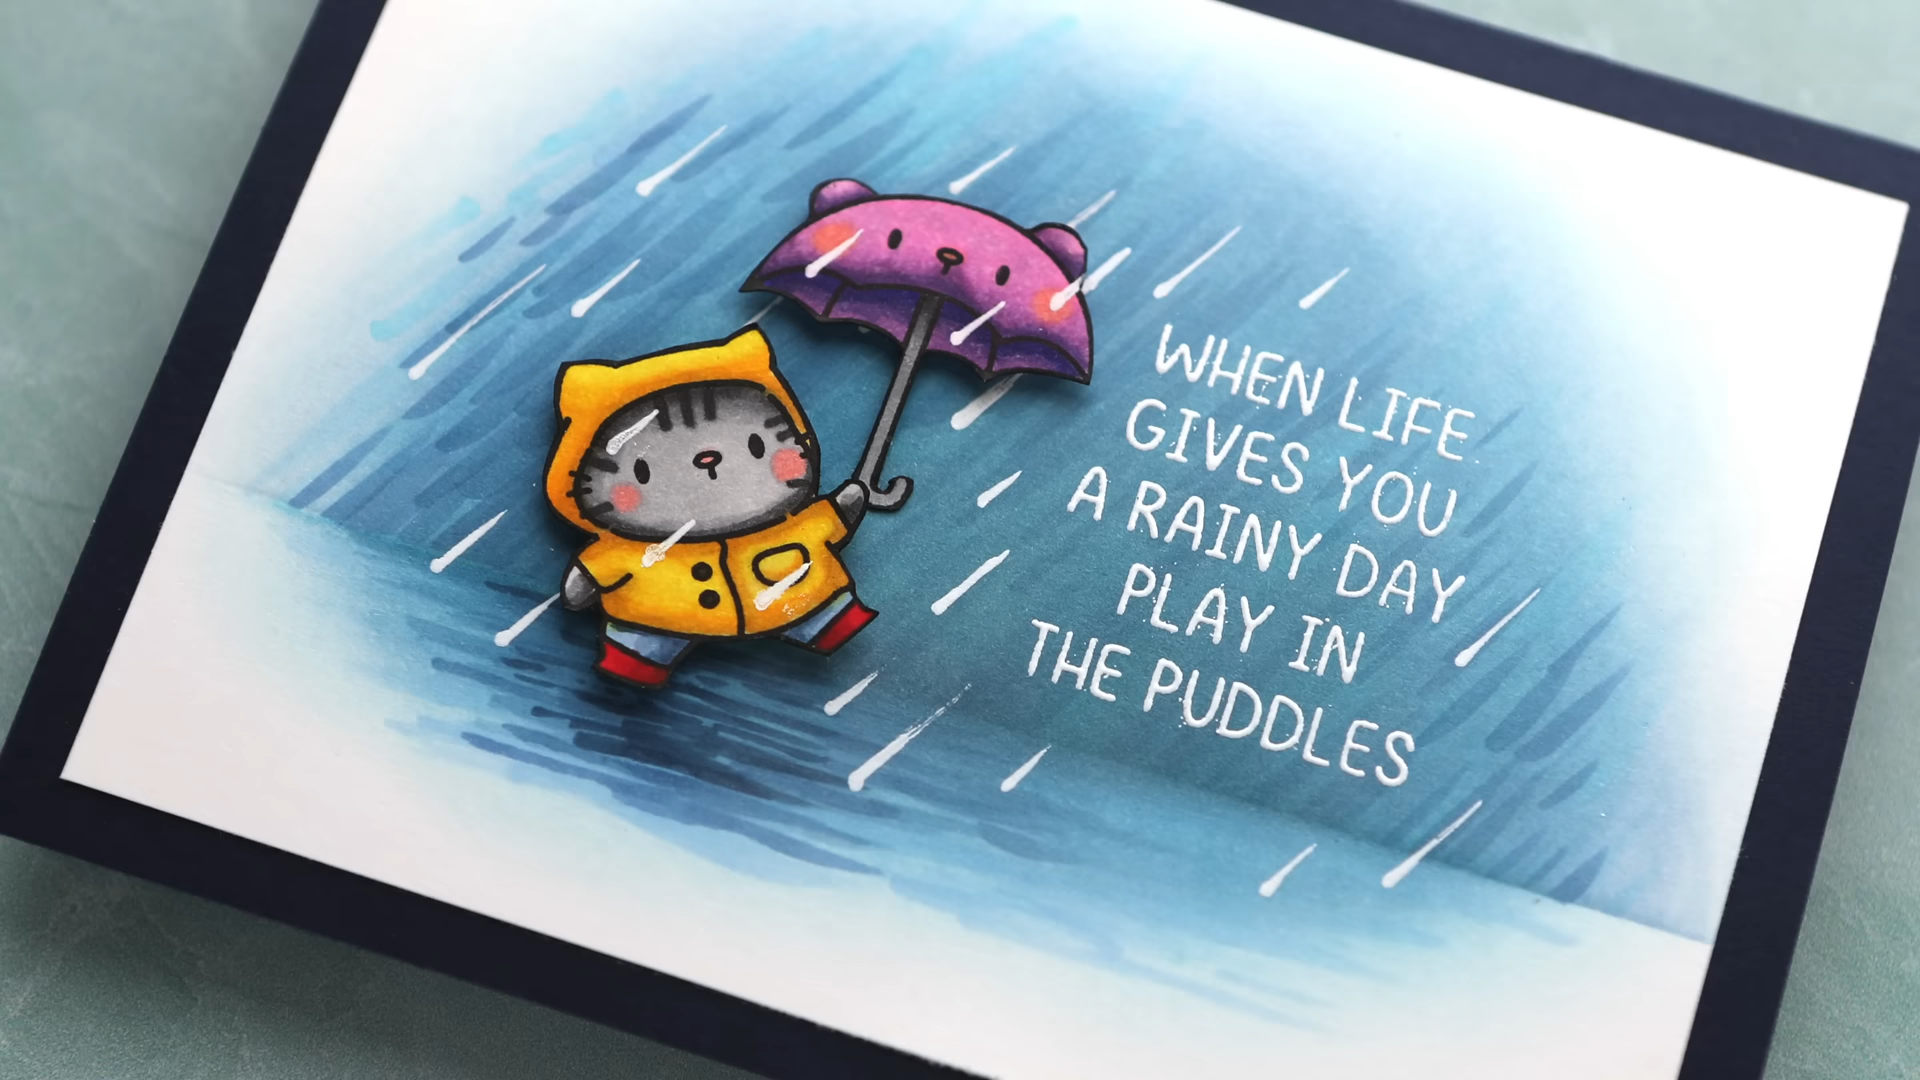 WHEN LIFE
GIVES YOU
A RAINY DAY
PLAY IN
THE PUDDLES